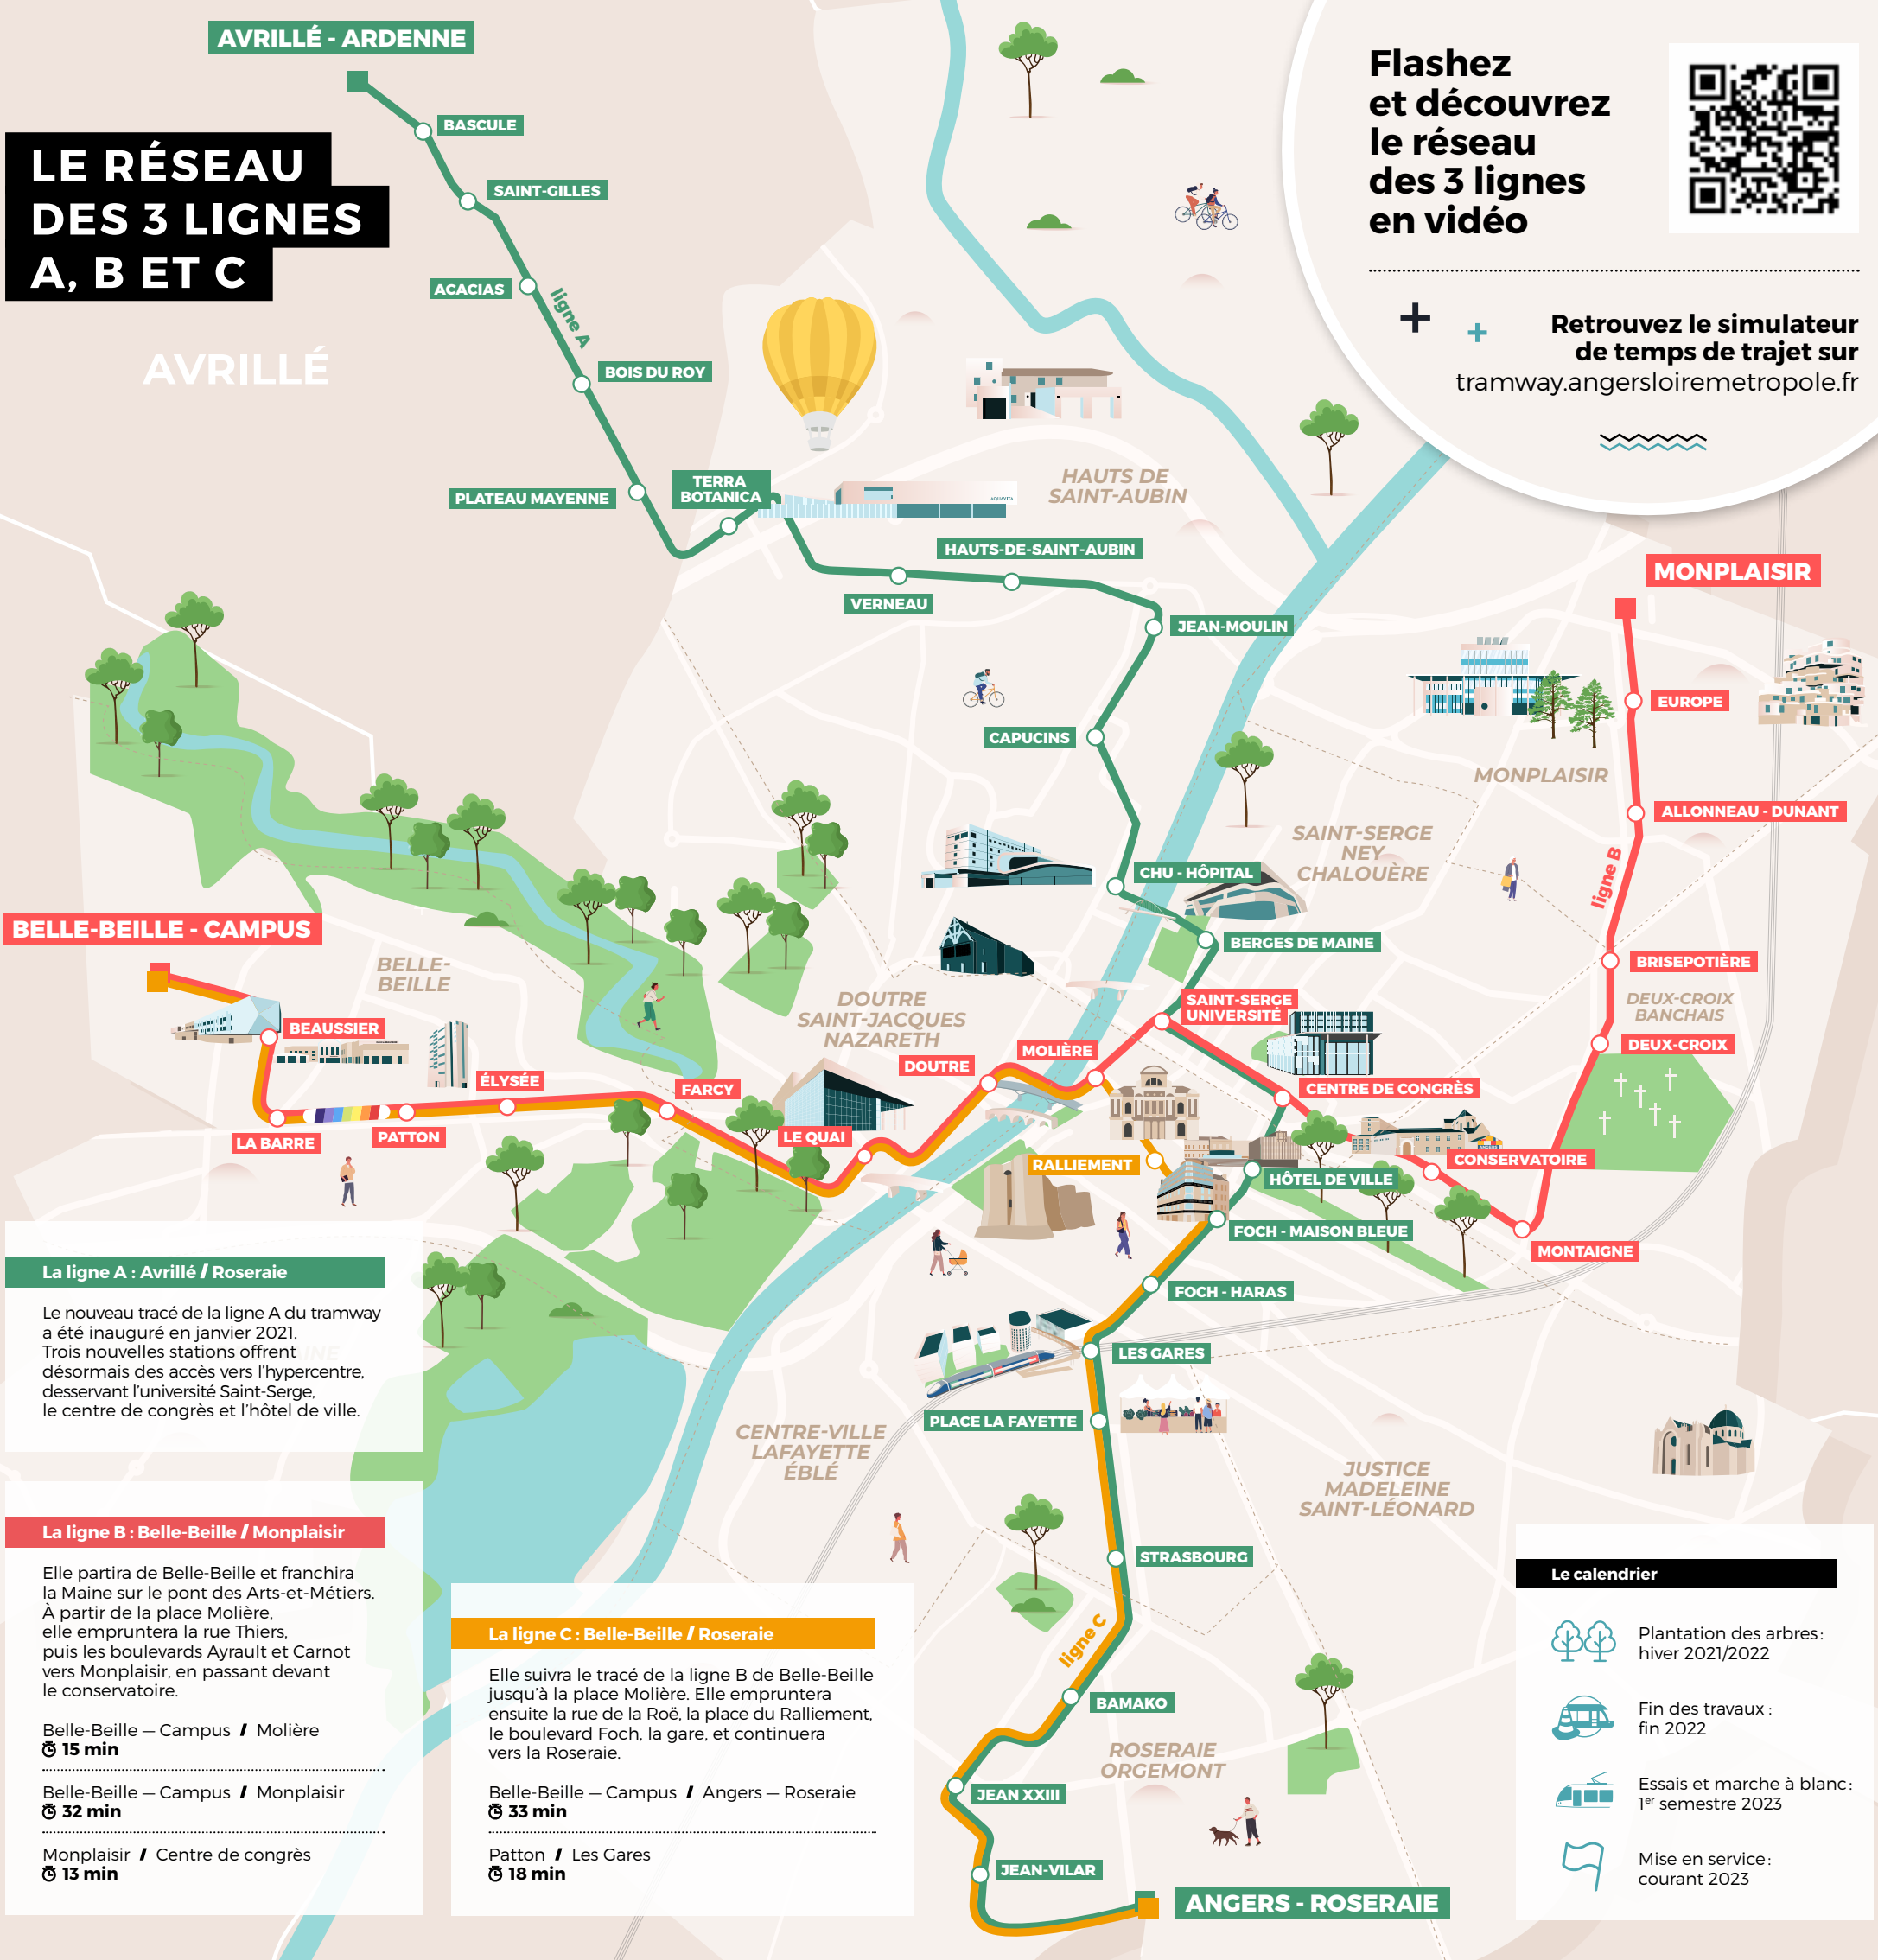 AVRILLÉ - ARDENNE
BASCULE
SAINT-GILLES
LE RÉSEAU
DES 3 LIGNES
A, B ET C
ACACIAS
ligne A
AVRILLÉ
BOIS DU ROY
PLATEAU MAYENNE
TERRA
BOTANICA
AQUAVITA
HAUTS DE
SAINT-AUBIN
HAUTS-DE-SAINT-AUBIN
VERNEAU
JEAN-MOULIN
CAPUCINS
CHU - HÔPITAL
BERGES DE MAINE
Flashez
et découvrez
le réseau
des 3 lignes
en vidéo
Retrouvez le simulateur
de temps de trajet sur
tramway.angersloiremetropole.fr
MONPLAISIR
EUROPE
MONPLAISIR
ALLONNEAU - DUNANT
ligne B
SAINT-SERGE
NEY
CHALOUÈRE
BRISEPOTIÈRE
DEUX-CROIX
BANCHAIS
DEUX-CROIX
BELLE-BEILLE - CAMPUS
BELLE-
BEILLE
BEAUSSIER
LA BARRE
PATTON
ÉLYSÉE
FARCY
DOUTRE
SAINT-JACQUES
NAZARETH
LE QUAI
DOUTRE
MOLIÈRE
SAINT-SERGE
UNIVERSITÉ
CENTRE DE CONGRÈS
CONSERVATOIRE
MONTAIGNE
RALLIEMENT
HÔTEL DE VILLE
FOCH - MAISON BLEUE
FOCH - HARAS
LES GARES
PLACE LA FAYETTE
CENTRE-VILLE
LAFAYETTE
ÉBLÉ
JUSTICE
MADELEINE
SAINT-LÉONARD
STRASBOURG
ligne C
BAMAKO
ROSERAIE
ORGEMONT
JEAN XXIII
JEAN-VILAR
ANGERS - ROSERAIE
La ligne A : Avrillé / Roseraie
Le nouveau tracé de la ligne A du tramway
a été inauguré en janvier 2021.
Trois nouvelles stations offrent
désormais des accès vers l'hypercentre,
desservant l'université Saint-Serge,
le centre de congrès et l'hôtel de ville.
La ligne B : Belle-Beille / Monplaisir
Elle partira de Belle-Beille et franchira
la Maine sur le pont des Arts-et-Métiers.
À partir de la place Molière,
elle empruntera la rue Thiers,
puis les boulevards Ayrault et Carnot
vers Monplaisir, en passant devant
le conservatoire.
Belle-Beille — Campus / Molière
15 min
Belle-Beille — Campus / Monplaisir
32 min
Monplaisir / Centre de congrès
13 min
La ligne C : Belle-Beille / Roseraie
Elle suivra le tracé de la ligne B de Belle-Beille
jusqu'à la place Molière. Elle empruntera
ensuite la rue de la Roë, la place du Ralliement,
le boulevard Foch, la gare, et continuera
vers la Roseraie.
Belle-Beille — Campus / Angers — Roseraie
33 min
Patton / Les Gares
18 min
Le calendrier
Plantation des arbres :
hiver 2021/2022
Fin des travaux :
fin 2022
Essais et marche à blanc :
1er semestre 2023
Mise en service :
courant 2023